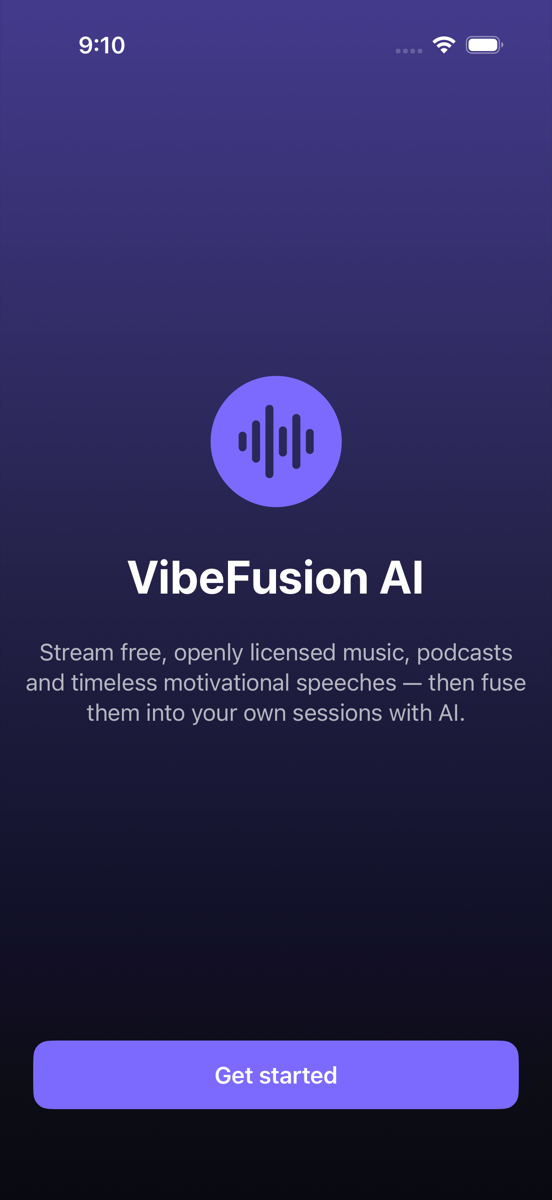 9:10
VibeFusion AI
Stream free, openly licensed music, podcasts
and timeless motivational speeches — then fuse
them into your own sessions with AI.
Get started